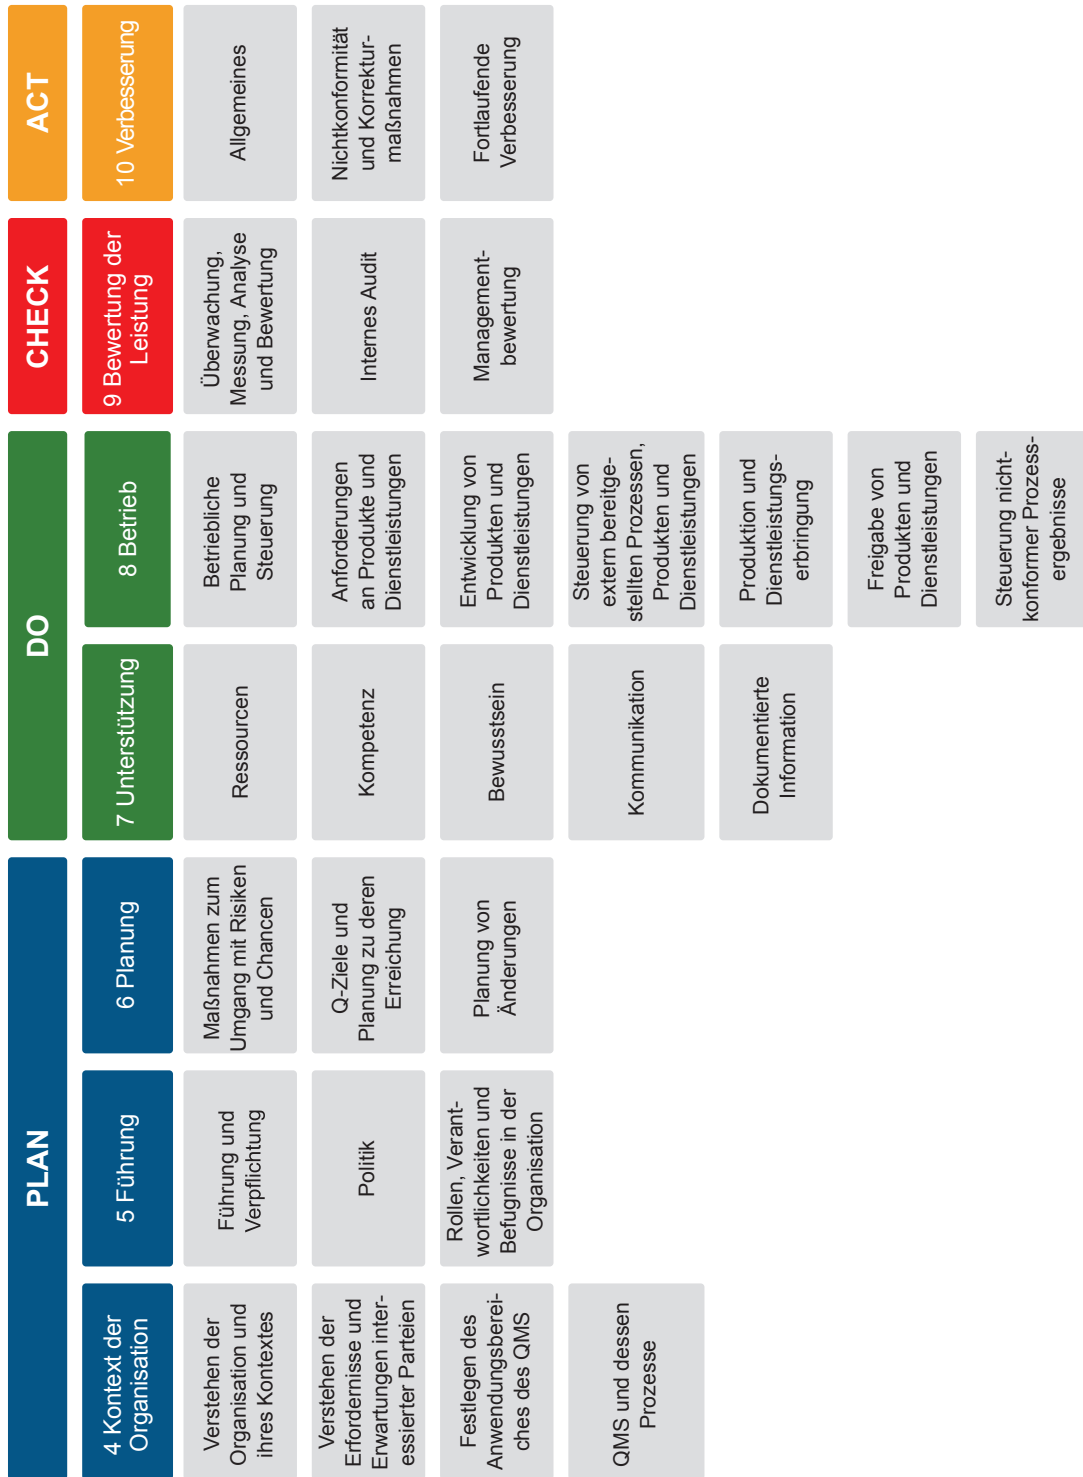 PLAN
DO
CHECK
ACT
4 Kontext der
Organisation
5 Führung
6 Planung
7 Unterstützung
8 Betrieb
9 Bewertung der
Leistung
10 Verbesserung
Verstehen der
Organisation und
ihres Kontextes
Führung und
Verpflichtung
Maßnahmen zum
Umgang mit Risiken
und Chancen
Ressourcen
Betriebliche
Planung und
Steuerung
Überwachung,
Messung, Analyse
und Bewertung
Allgemeines
Verstehen der
Erfordernisse und
Erwartungen inter-
essierter Parteien
Politik
Q-Ziele und
Planung zu deren
Erreichung
Kompetenz
Anforderungen
an Produkte und
Dienstleistungen
Internes Audit
Nichtkonformität
und Korrektur-
maßnahmen
Festlegen des
Anwendungsberei-
ches des QMS
Rollen, Verant-
wortlichkeiten und
Befugnisse in der
Organisation
Planung von
Änderungen
Bewusstsein
Entwicklung von
Produkten und
Dienstleistungen
Management-
bewertung
Fortlaufende
Verbesserung
QMS und dessen
Prozesse
Kommunikation
Steuerung von
extern bereitge-
stellten Prozessen,
Produkten und
Dienstleistungen
Dokumentierte
Information
Produktion und
Dienstleistungs-
erbringung
Freigabe von
Produkten und
Dienstleistungen
Steuerung nicht-
konformer Prozess-
ergebnisse